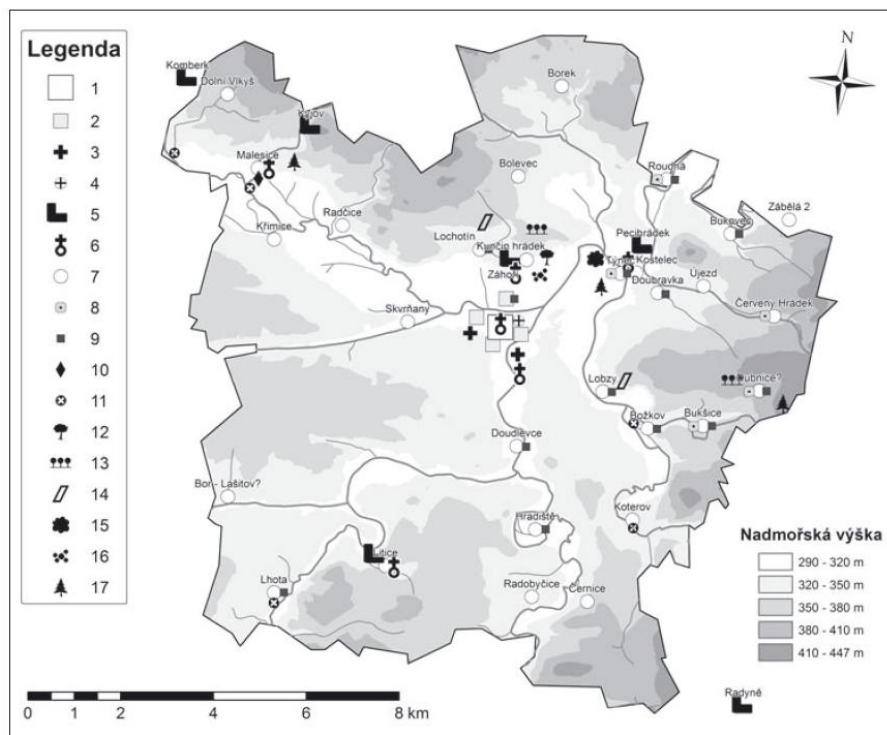 Legenda
1
2
3
4
5
6
7
8
9
10
11
12
13
14
15
16
17
N
Komberk
Dolní Vlkyš
Borek
Kyjov
Malesice
Bolevec
Roudná
Radčice
Zábělá 2
Bukovec
Křimice
Lochotín
Pecihrádek
Kunčin hrádek
Týnec
Kostelec
Záhoří
Doubravka
Újezd
Skvrňany
Červený Hrádek
Lobzy
Dubnice?
Božkov
Bukšice
Doudlevce
Bor - Lašitov?
Koterov
Hradiště
Litice
Lhota
Radobyčice
Černice
Radyně
Nadmořská výška
290 - 320 m
320 - 350 m
350 - 380 m
380 - 410 m
410 - 447 m
0 1 2 4 6 8 km